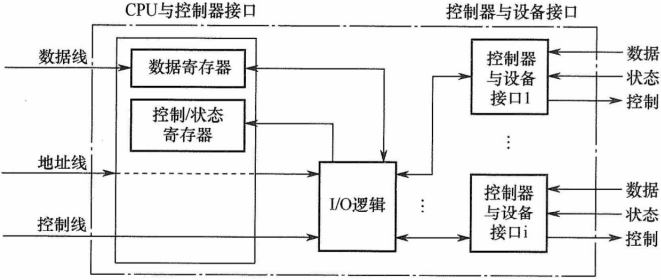 CPU与控制器接口
控制器与设备接口
数据线
数据寄存器
控制/状态
寄存器
地址线
控制线
I/O逻辑
控制器
与设备
接口1
数据
状态
控制
⋮
…
控制器
与设备
接口i
数据
状态
控制